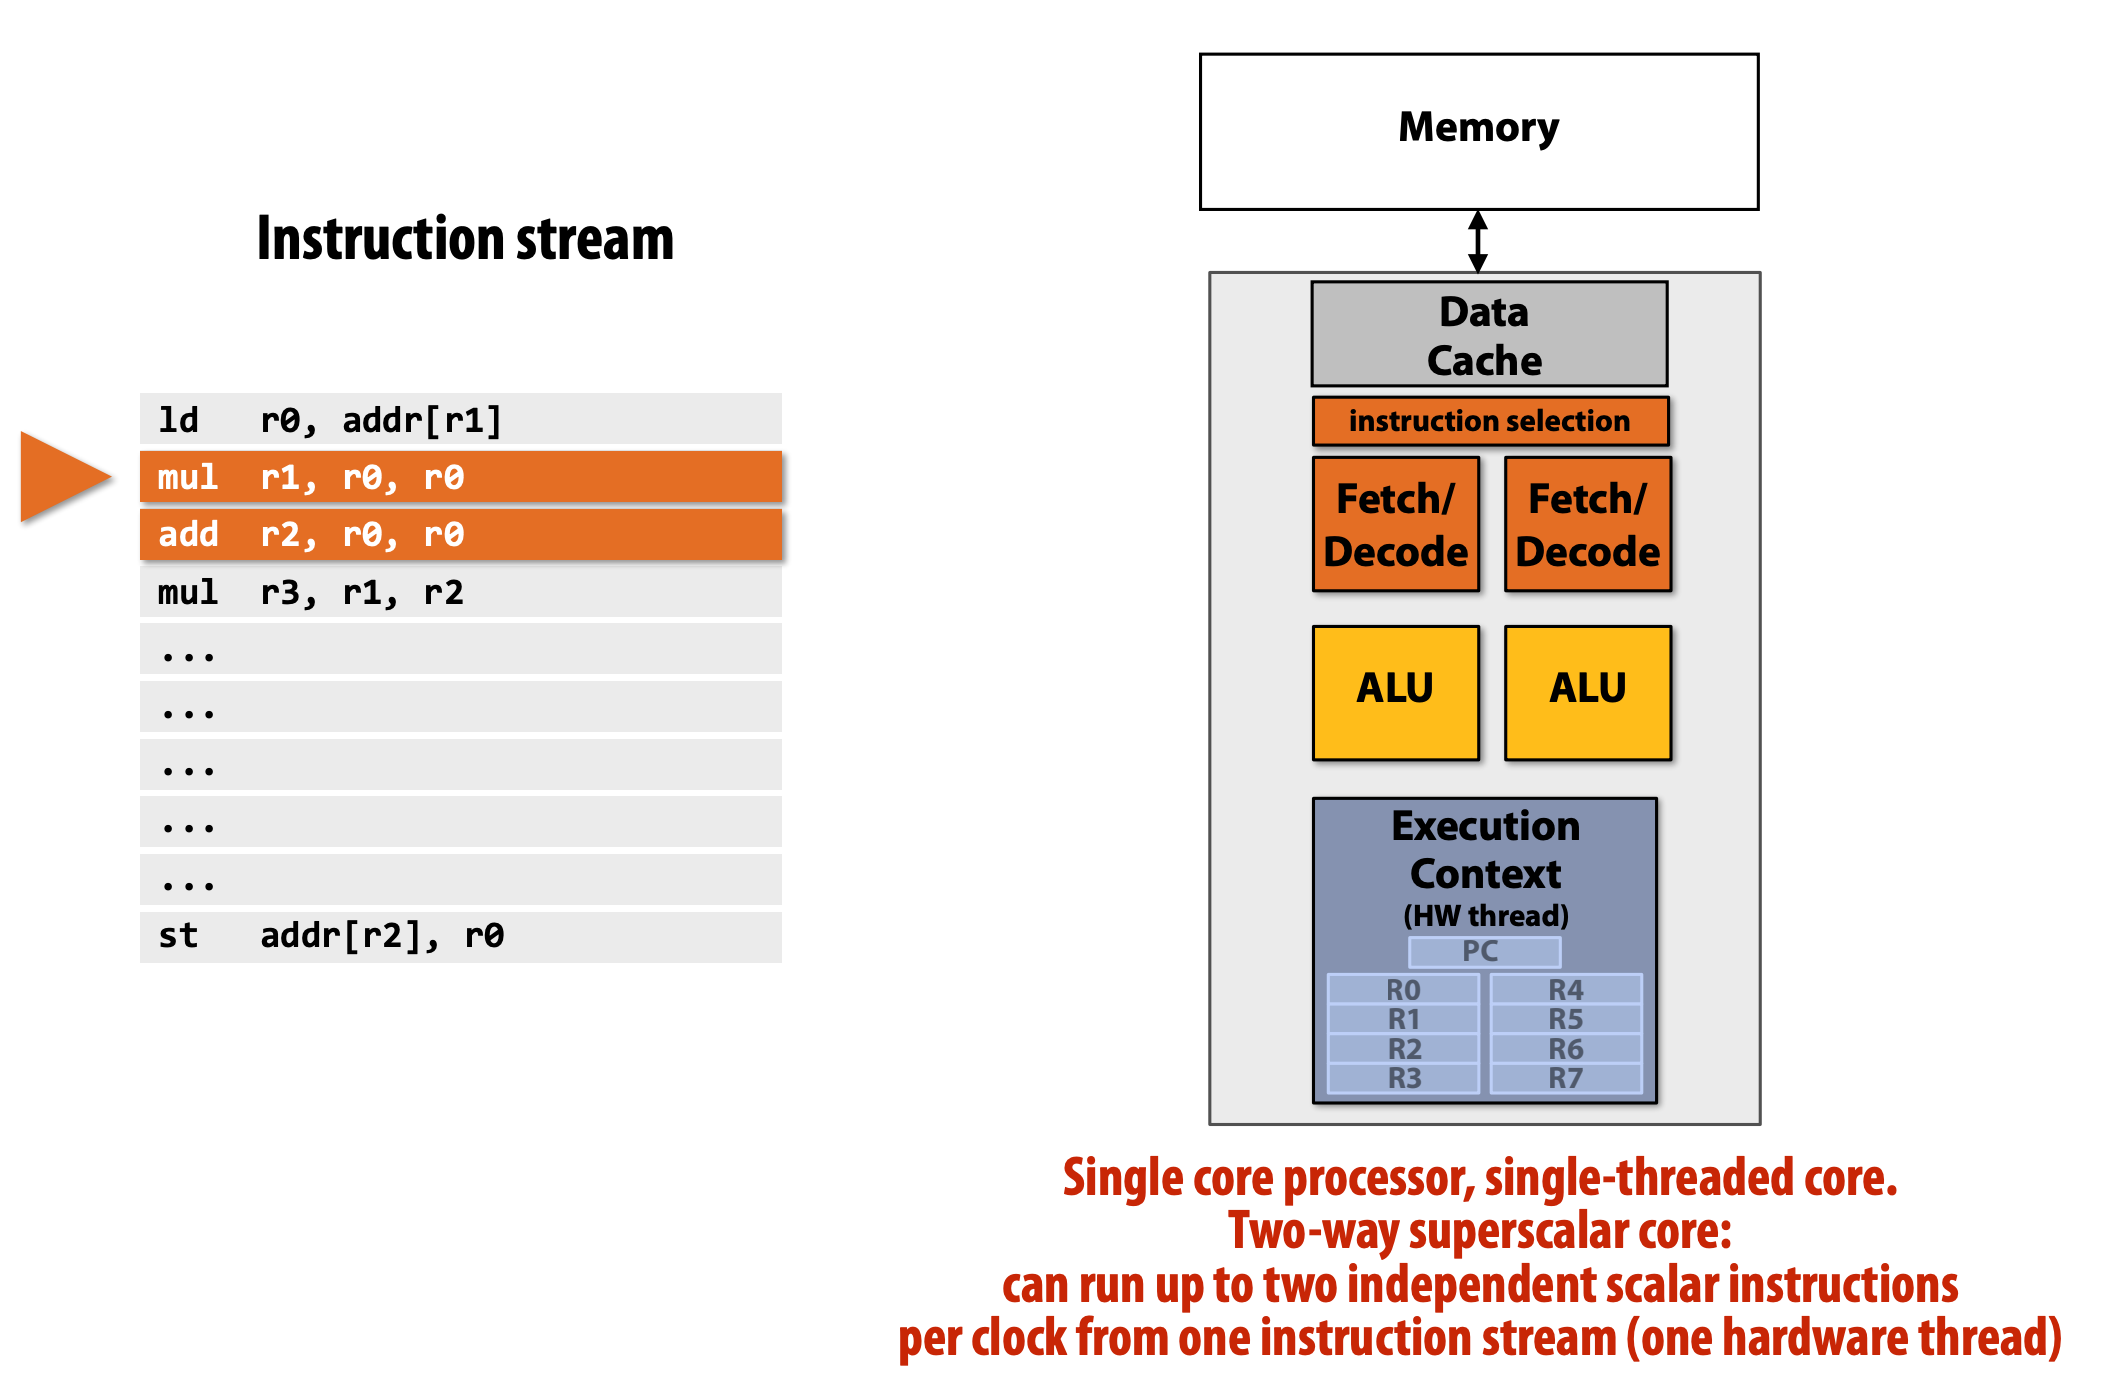 Instruction stream
ld r0, addr[r1]
mul r1, r0, r0
add r2, r0, r0
mul r3, r1, r2
...
...
...
...
...
st addr[r2], r0
Memory
Data
Cache
instruction selection
Fetch/ Fetch/
Decode Decode
ALU ALU
Execution
Context
(HW thread)
PC
R0 R4
R1 R5
R2 R6
R3 R7
Single core processor, single-threaded core.
Two-way superscalar core:
can run up to two independent scalar instructions
per clock from one instruction stream (one hardware thread)